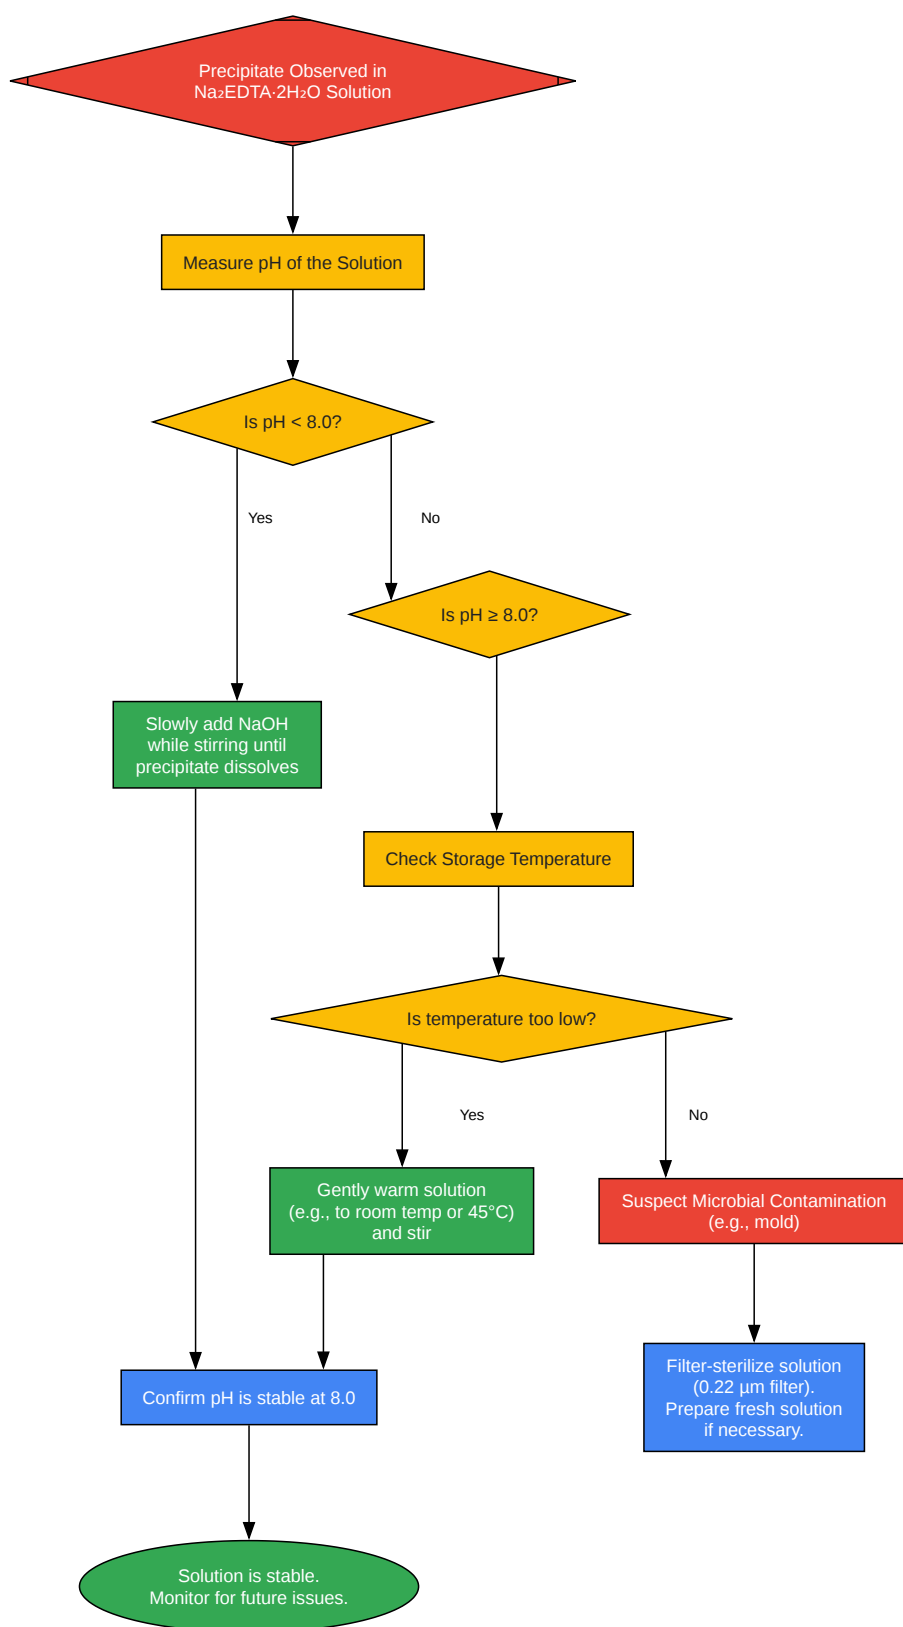 Precipitate Observed in
Na₂EDTA·2H₂O Solution
Measure pH of the Solution
Is pH < 8.0?
Yes
No
Is pH ≥ 8.0?
Slowly add NaOH
while stirring until
precipitate dissolves
Check Storage Temperature
Is temperature too low?
Yes
No
Gently warm solution
(e.g., to room temp or 45°C)
and stir
Suspect Microbial Contamination
(e.g., mold)
Confirm pH is stable at 8.0
Filter-sterilize solution
(0.22 µm filter).
Prepare fresh solution
if necessary.
Solution is stable.
Monitor for future issues.